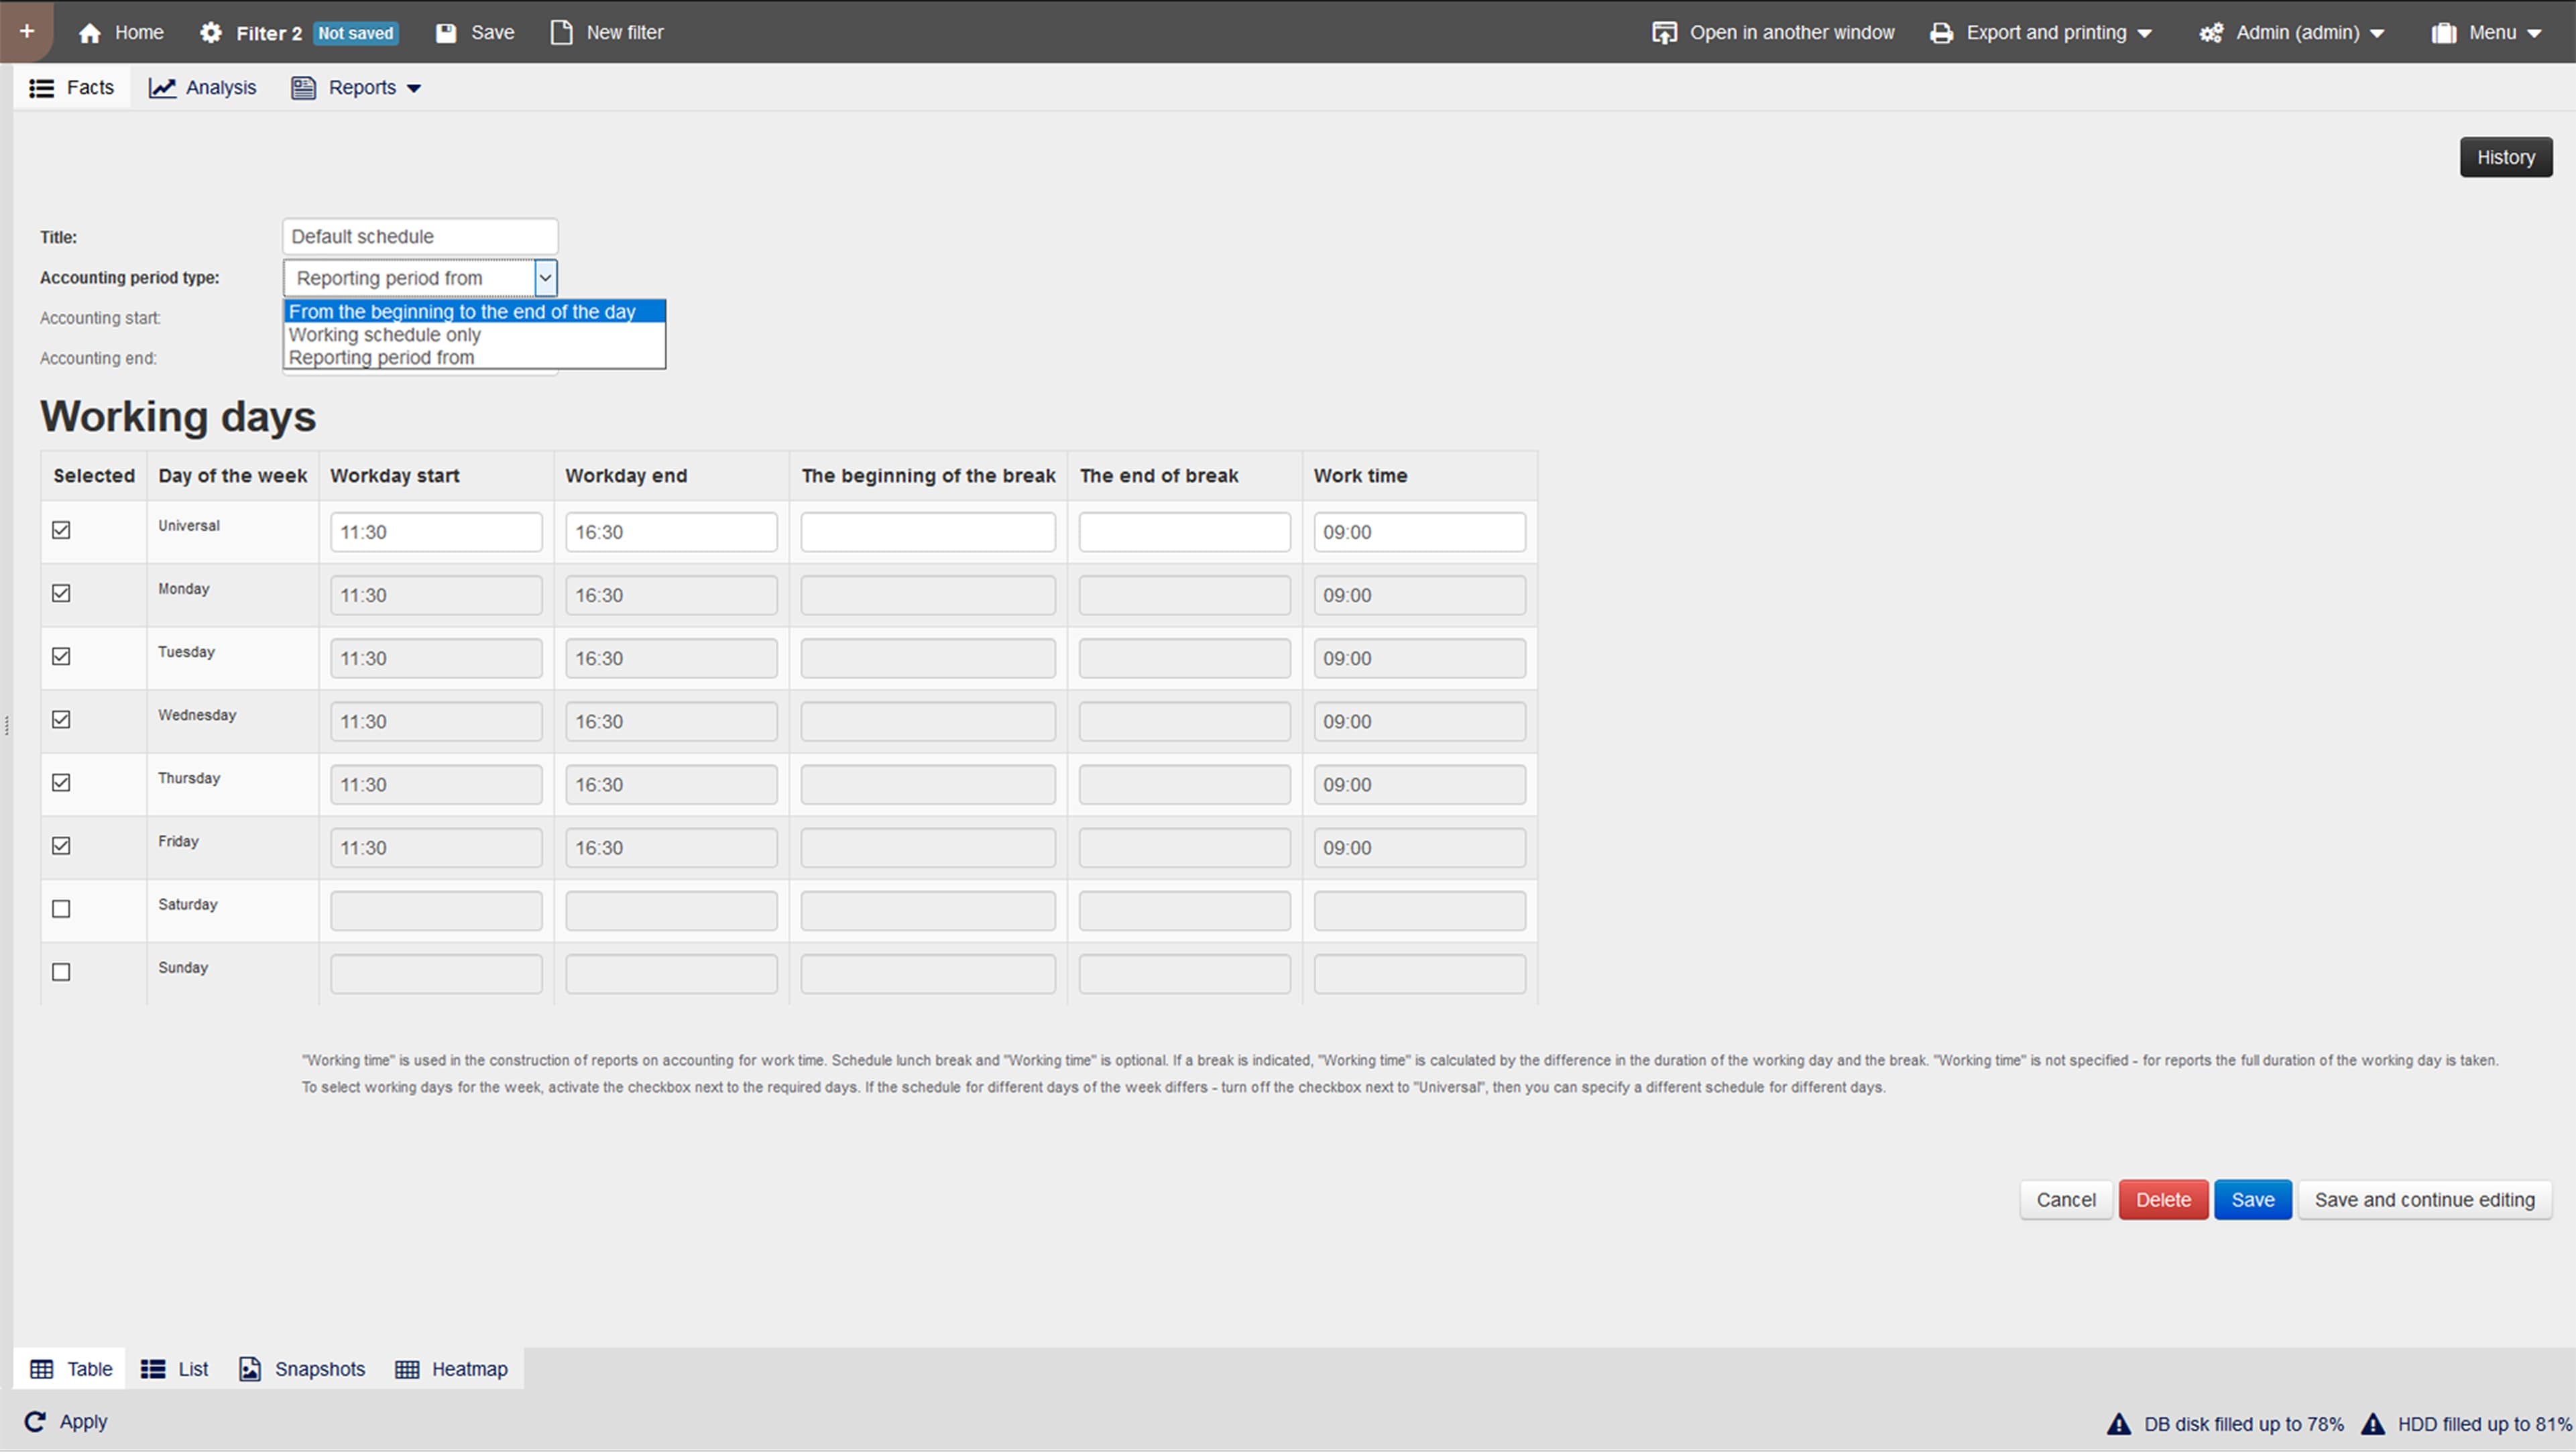 + Home Filter 2 Not saved Save New filter Open in another window Export and printing Admin (admin) Menu
Facts Analysis Reports
History
Title: Default schedule
Accounting period type: Reporting period from
From the beginning to the end of the day
Accounting start:
Working schedule only
Reporting period from
Accounting end:
Working days
Selected Day of the week Workday start Workday end The beginning of the break The end of break Work time
Universal 11:30 16:30 09:00
Monday 11:30 16:30 09:00
Tuesday 11:30 16:30 09:00
Wednesday 11:30 16:30 09:00
Thursday 11:30 16:30 09:00
Friday 11:30 16:30 09:00
Saturday
Sunday
"Working time" is used in the construction of reports on accounting for work time. Schedule lunch break and "Working time" is optional. If a break is indicated, "Working time" is calculated by the difference in the duration of the working day and the break. "Working time" is not specified - for reports the full duration of the working day is taken.
To select working days for the week, activate the checkbox next to the required days. If the schedule for different days of the week differs - turn off the checkbox next to "Universal", then you can specify a different schedule for different days.
Cancel Delete Save Save and continue editing
Table List Snapshots Heatmap
Apply DB disk filled up to 78% HDD filled up to 81%